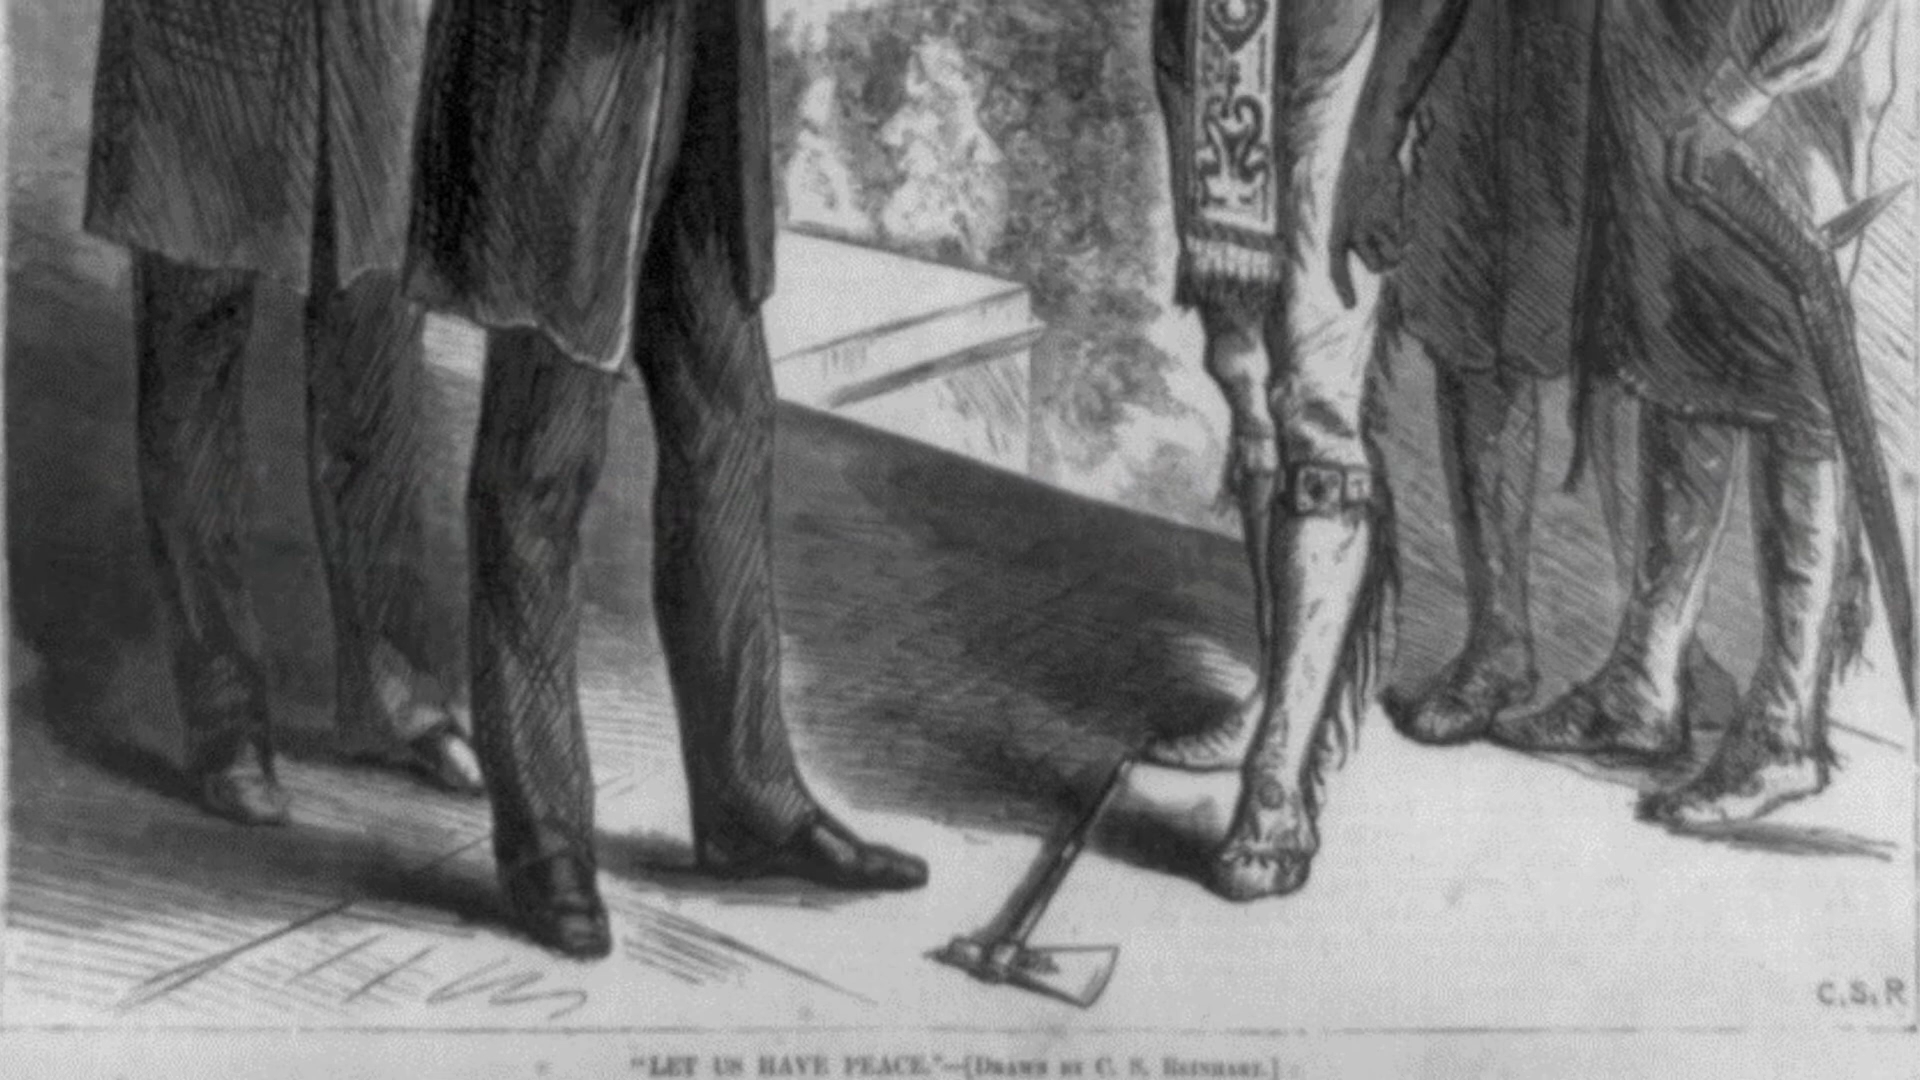 C.S.R
"LET US HAVE PEACE."—[DRAWN BY C. S. REINHART.]